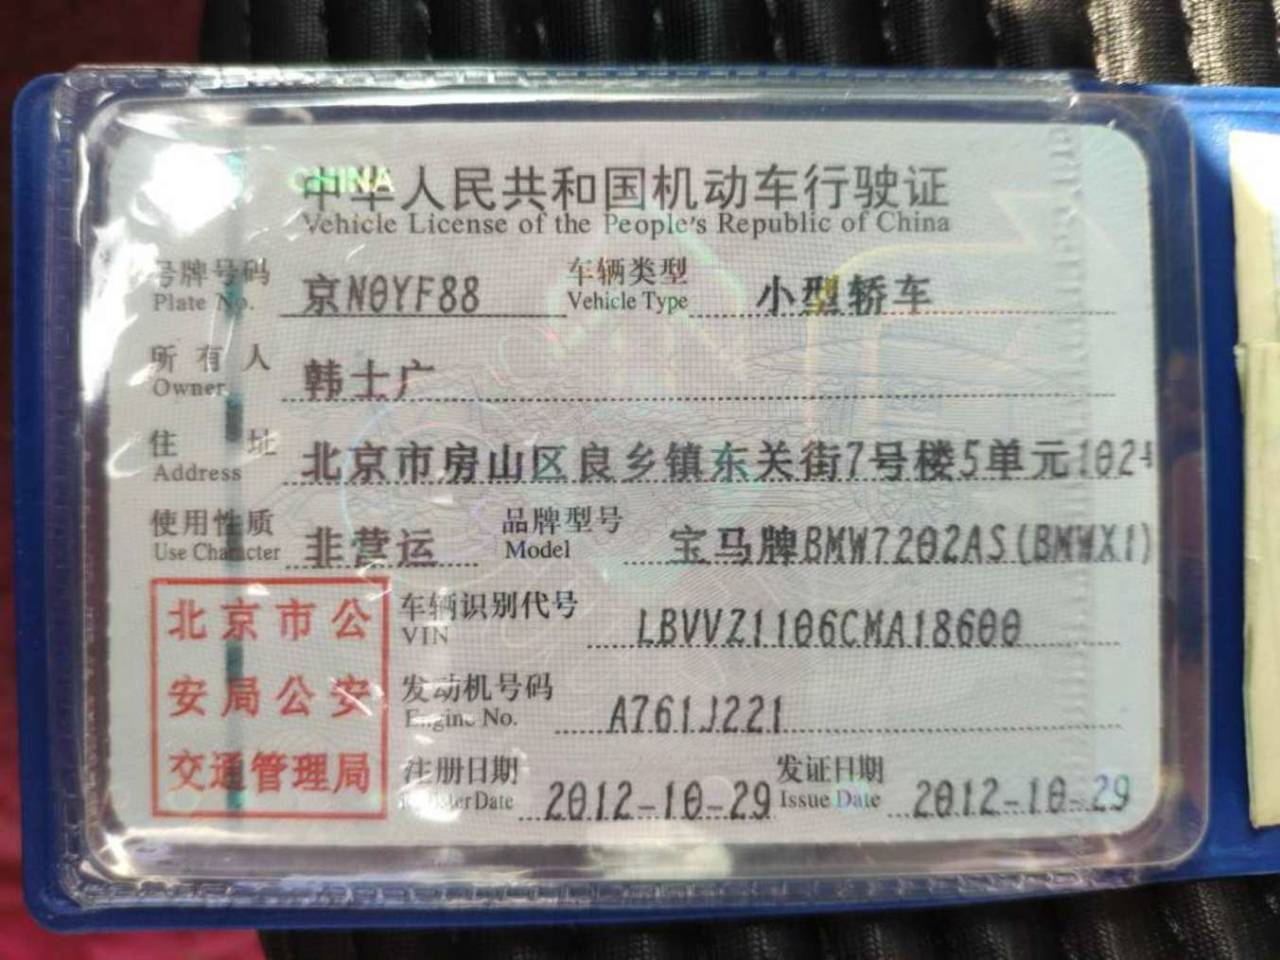 中华人民共和国机动车行驶证
CHINA
Vehicle License of the People's Republic of China
号牌号码 京N0YF88 车辆类型 小型轿车
Plate No. Vehicle Type
所有人 韩士广
Owner
住址 北京市房山区良乡镇东关街7号楼5单元102
Address
使用性质 非营运 品牌型号 宝马牌BMW7202AS(BMWX1)
Use Character Model
北京市公
安局公安
交通管理局
车辆识别代号 LBVVZ1106CMA18600
VIN
发动机号码 A761J221
Engine No.
注册日期 2012-10-29 发证日期 2012-10-29
Register Date Issue Date